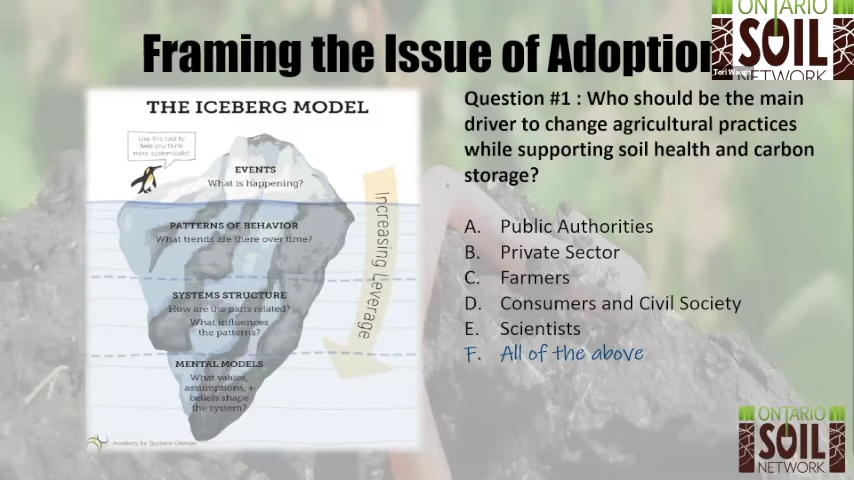 Framing the Issue of Adoption
ONTARIO
SOIL
NETWORK
Tori Waugh
THE ICEBERG MODEL
Use this tool to
help you think
more systemically!
EVENTS
What is happening?
PATTERNS OF BEHAVIOR
What trends are there over time?
SYSTEMS STRUCTURE
How are the parts related?
What influences
the patterns?
MENTAL MODELS
What values,
assumptions, +
beliefs shape
the system?
Increasing Leverage
Academy for Systems Change
Question #1 : Who should be the main
driver to change agricultural practices
while supporting soil health and carbon
storage?
A. Public Authorities
B. Private Sector
C. Farmers
D. Consumers and Civil Society
E. Scientists
F. All of the above
ONTARIO
SOIL
NETWORK